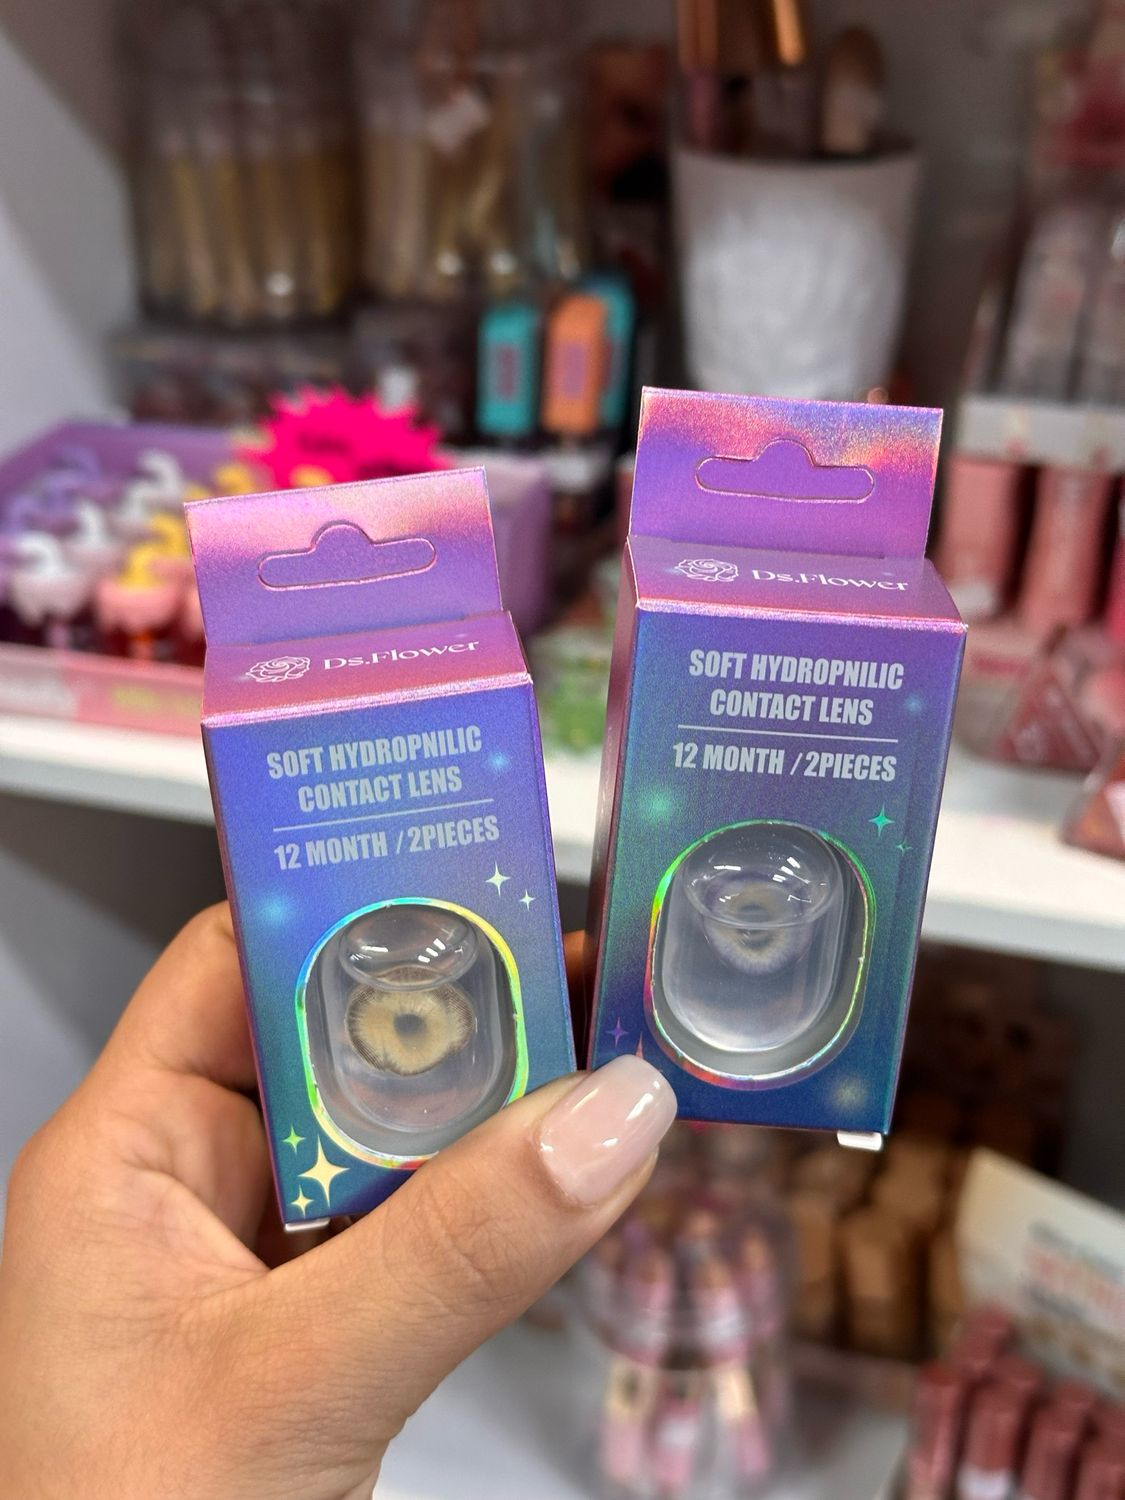 Ds.Flower
SOFT HYDROPNILIC
CONTACT LENS
12 MONTH / 2PIECES
Ds.Flower
SOFT HYDROPNILIC
CONTACT LENS
12 MONTH / 2PIECES